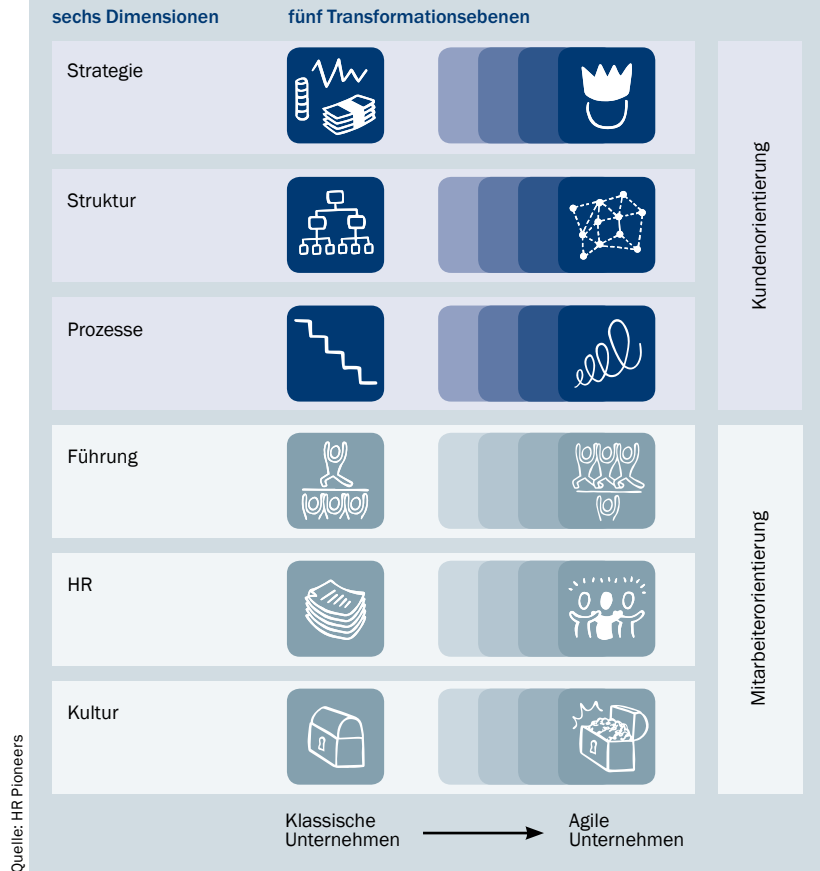 sechs Dimensionen
fünf Transformationsebenen
Strategie
Struktur
Prozesse
Kundenorientierung
Führung
HR
Kultur
Mitarbeiterorientierung
Klassische
Unternehmen
Agile
Unternehmen
Quelle: HR Pioneers